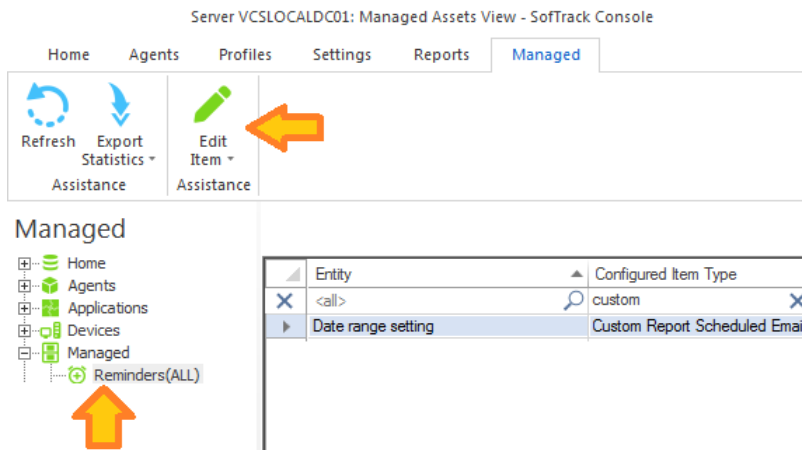 Server VCSLOCALDC01: Managed Assets View - SofTrack Console
Home Agents Profiles Settings Reports Managed
Refresh Export Statistics Edit Item
Assistance Assistance
Managed
Home
Agents
Applications
Devices
Managed
Reminders(ALL)
Entity Configured Item Type
<all> custom
Date range setting Custom Report Scheduled Emai